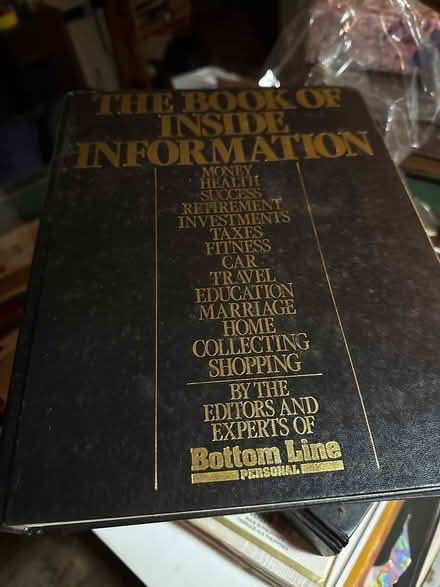 THE BOOK OF
INSIDE
INFORMATION
MONEY
HEALTH
SUCCESS
RETIREMENT
INVESTMENTS
TAXES
FITNESS
CAR
TRAVEL
EDUCATION
MARRIAGE
HOME
COLLECTING
SHOPPING
BY THE
EDITORS AND
EXPERTS OF
Bottom Line
PERSONAL